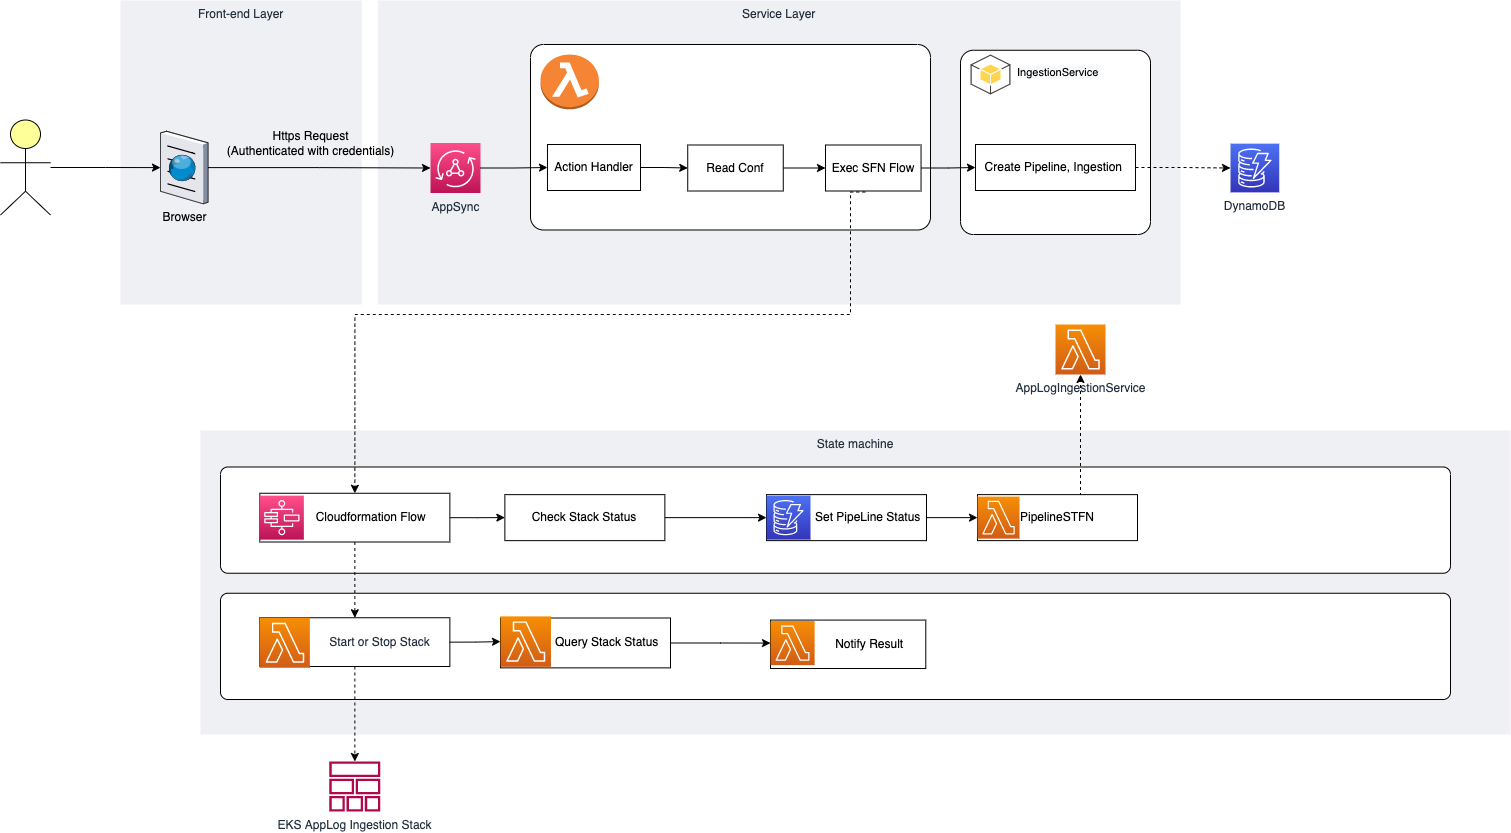 Front-end Layer
Service Layer
IngestionService
Https Request
(Authenticated with credentials)
Action Handler
Read Conf
Exec SFN Flow
Create Pipeline, Ingestion
Browser
AppSync
DynamoDB
AppLogIngestionService
State machine
Cloudformation Flow
Check Stack Status
Set PipeLine Status
PipelineSTFN
Start or Stop Stack
Query Stack Status
Notify Result
EKS AppLog Ingestion Stack